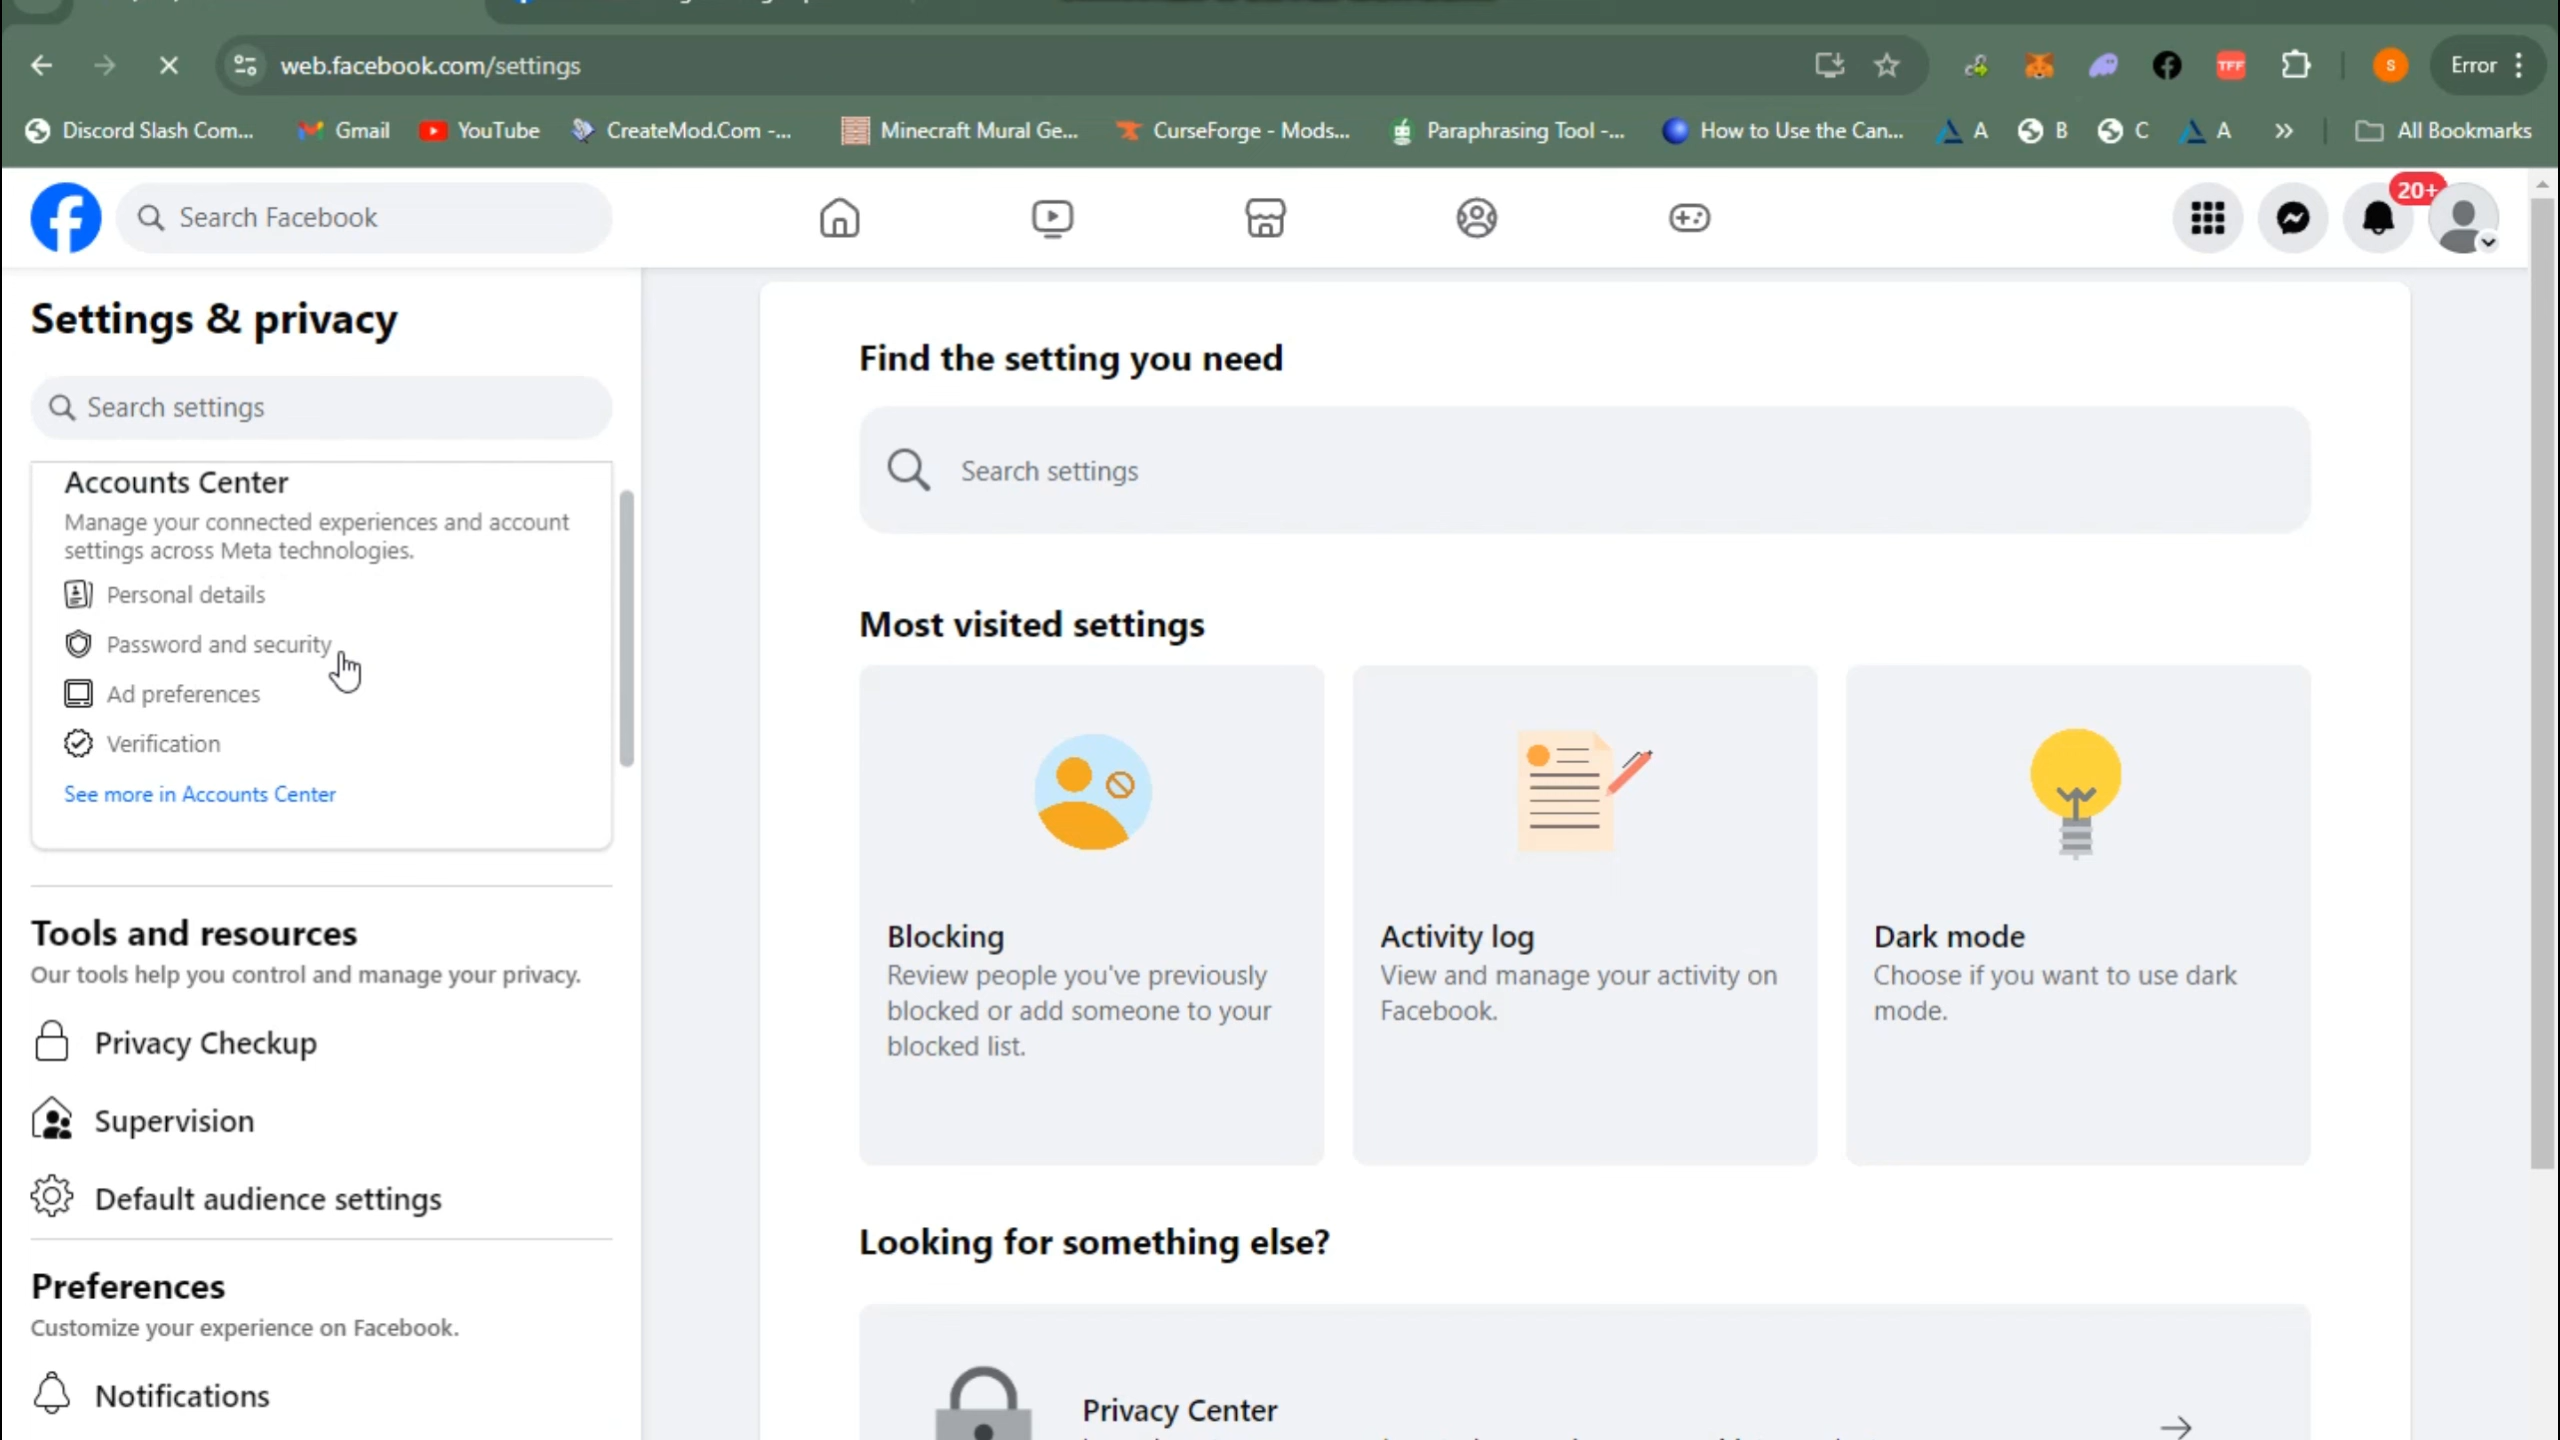 web.facebook.com/settings
TFF
S
Error
Discord Slash Com...
Gmail
YouTube
CreateMod.Com -...
Minecraft Mural Ge...
CurseForge - Mods...
Paraphrasing Tool -...
How to Use the Can...
A
B
C
A
All Bookmarks
Search Facebook
20+
Settings & privacy
Search settings
Accounts Center
Manage your connected experiences and account
settings across Meta technologies.
Personal details
Password and security
Ad preferences
Verification
See more in Accounts Center
Tools and resources
Our tools help you control and manage your privacy.
Privacy Checkup
Supervision
Default audience settings
Preferences
Customize your experience on Facebook.
Notifications
Find the setting you need
Search settings
Most visited settings
Blocking
Review people you've previously
blocked or add someone to your
blocked list.
Activity log
View and manage your activity on
Facebook.
Dark mode
Choose if you want to use dark
mode.
Looking for something else?
Privacy Center